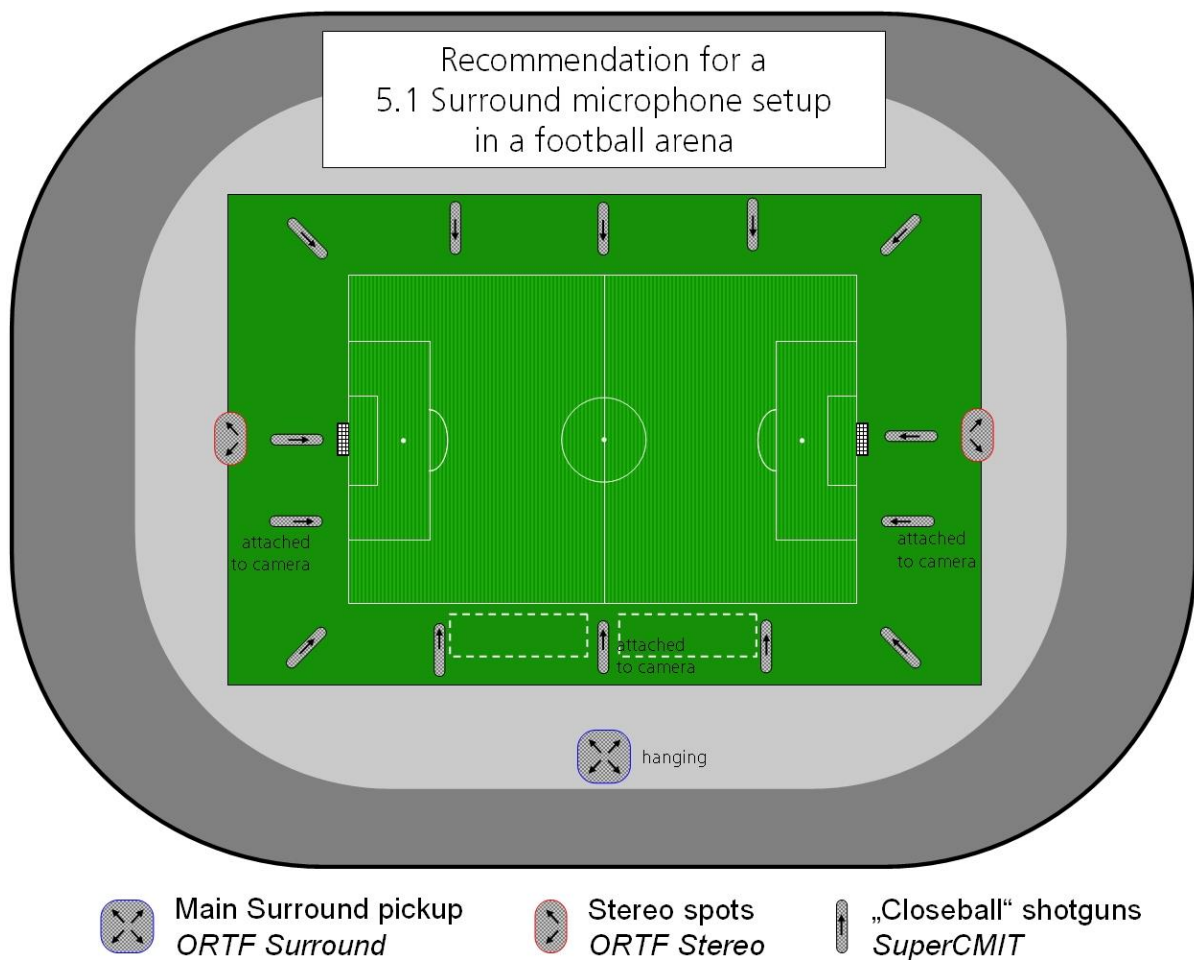 Recommendation for a
5.1 Surround microphone setup
in a football arena
attached
to camera
attached
to camera
attached
to camera
hanging
Main Surround pickup
ORTF Surround
Stereo spots
ORTF Stereo
„Closeball“ shotguns
SuperCMIT